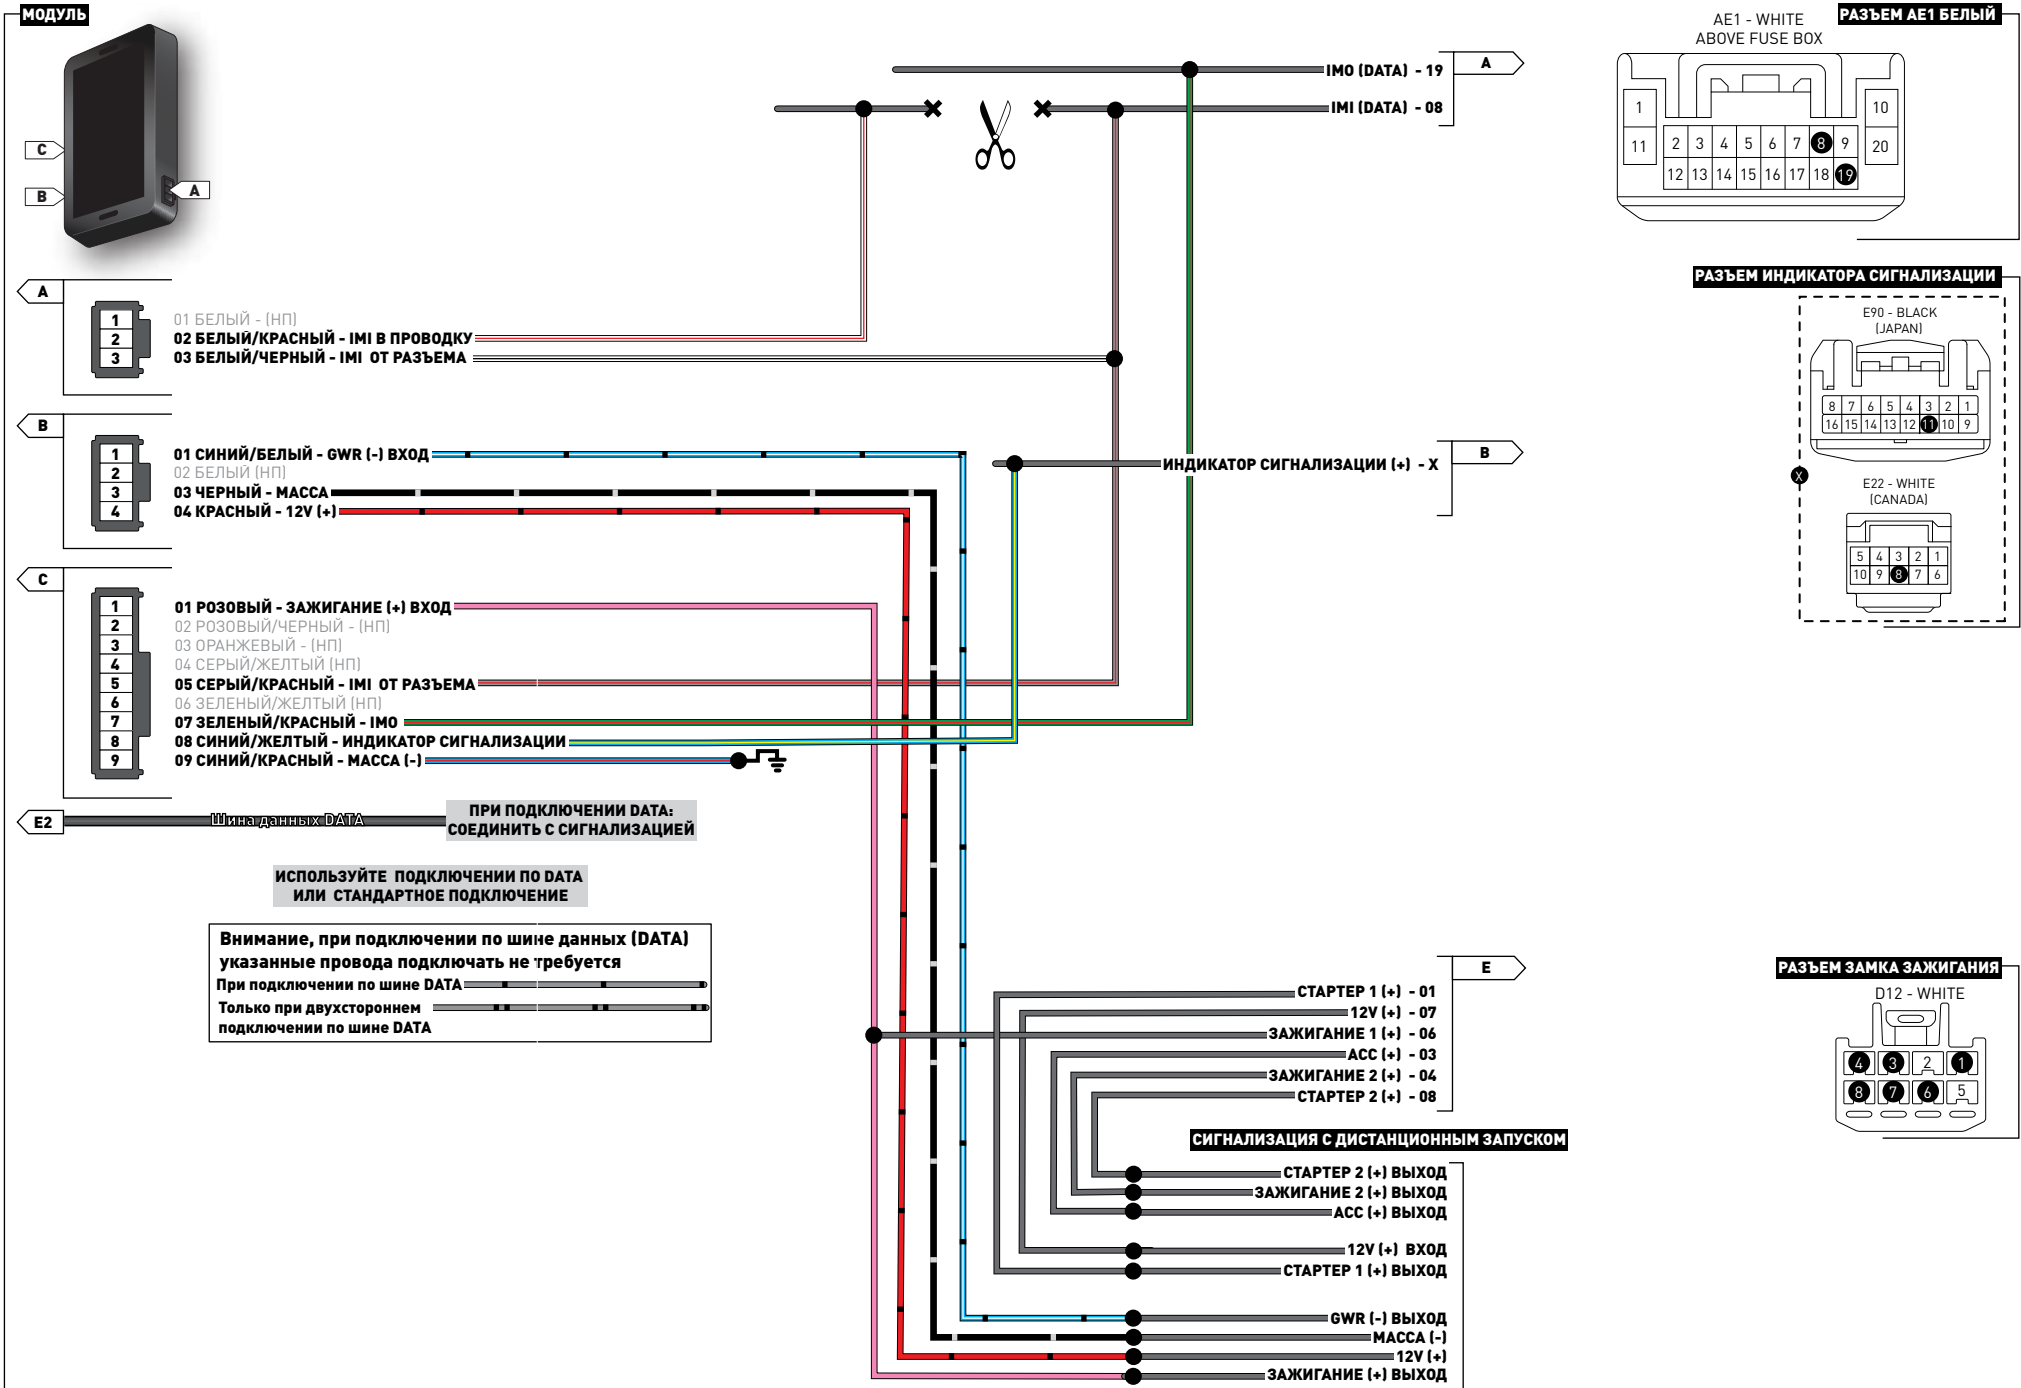 МОДУЛЬ
C
B
A
A
1
2
3
01 БЕЛЫЙ - (НП)
02 БЕЛЫЙ/КРАСНЫЙ - IMI В ПРОВОДКУ
03 БЕЛЫЙ/ЧЕРНЫЙ - IMI ОТ РАЗЪЕМА
B
1
2
3
4
01 СИНИЙ/БЕЛЫЙ - GWR (-) ВХОД
02 БЕЛЫЙ (НП)
03 ЧЕРНЫЙ - МАССА
04 КРАСНЫЙ - 12V (+)
C
1
2
3
4
5
6
7
8
9
01 РОЗОВЫЙ - ЗАЖИГАНИЕ (+) ВХОД
02 РОЗОВЫЙ/ЧЕРНЫЙ - (НП)
03 ОРАНЖЕВЫЙ - (НП)
04 СЕРЫЙ/ЖЕЛТЫЙ (НП)
05 СЕРЫЙ/КРАСНЫЙ - IMI ОТ РАЗЪЕМА
06 ЗЕЛЕНЫЙ/ЖЕЛТЫЙ (НП)
07 ЗЕЛЕНЫЙ/КРАСНЫЙ - IMO
08 СИНИЙ/ЖЕЛТЫЙ - ИНДИКАТОР СИГНАЛИЗАЦИИ
09 СИНИЙ/КРАСНЫЙ - МАССА (-)
E2
Шина данных DATA
ПРИ ПОДКЛЮЧЕНИИ DATA:
СОЕДИНИТЬ С СИГНАЛИЗАЦИЕЙ
ИСПОЛЬЗУЙТЕ ПОДКЛЮЧЕНИИ ПО DATA
ИЛИ СТАНДАРТНОЕ ПОДКЛЮЧЕНИЕ
Внимание, при подключении по шине данных (DATA)
указанные провода подключать не требуется
При подключении по шине DATA
Только при двухстороннем
подключении по шине DATA
IMO (DATA) - 19
IMI (DATA) - 08
A
ИНДИКАТОР СИГНАЛИЗАЦИИ (+) - X
B
E
СТАРТЕР 1 (+) - 01
12V (+) - 07
ЗАЖИГАНИЕ 1 (+) - 06
ACC (+) - 03
ЗАЖИГАНИЕ 2 (+) - 04
СТАРТЕР 2 (+) - 08
СИГНАЛИЗАЦИЯ С ДИСТАНЦИОННЫМ ЗАПУСКОМ
СТАРТЕР 2 (+) ВЫХОД
ЗАЖИГАНИЕ 2 (+) ВЫХОД
ACC (+) ВЫХОД
12V (+) ВХОД
СТАРТЕР 1 (+) ВЫХОД
GWR (-) ВЫХОД
МАССА (-)
12V (+)
ЗАЖИГАНИЕ (+) ВЫХОД
РАЗЪЕМ AE1 БЕЛЫЙ
AE1 - WHITE
ABOVE FUSE BOX
1 10
11 2 3 4 5 6 7 8 9 20
12 13 14 15 16 17 18 19
РАЗЪЕМ ИНДИКАТОРА СИГНАЛИЗАЦИИ
E90 - BLACK
(JAPAN)
8 7 6 5 4 3 2 1
16 15 14 13 12 11 10 9
X
E22 - WHITE
(CANADA)
5 4 3 2 1
10 9 8 7 6
РАЗЪЕМ ЗАМКА ЗАЖИГАНИЯ
D12 - WHITE
4 3 2 1
8 7 6 5